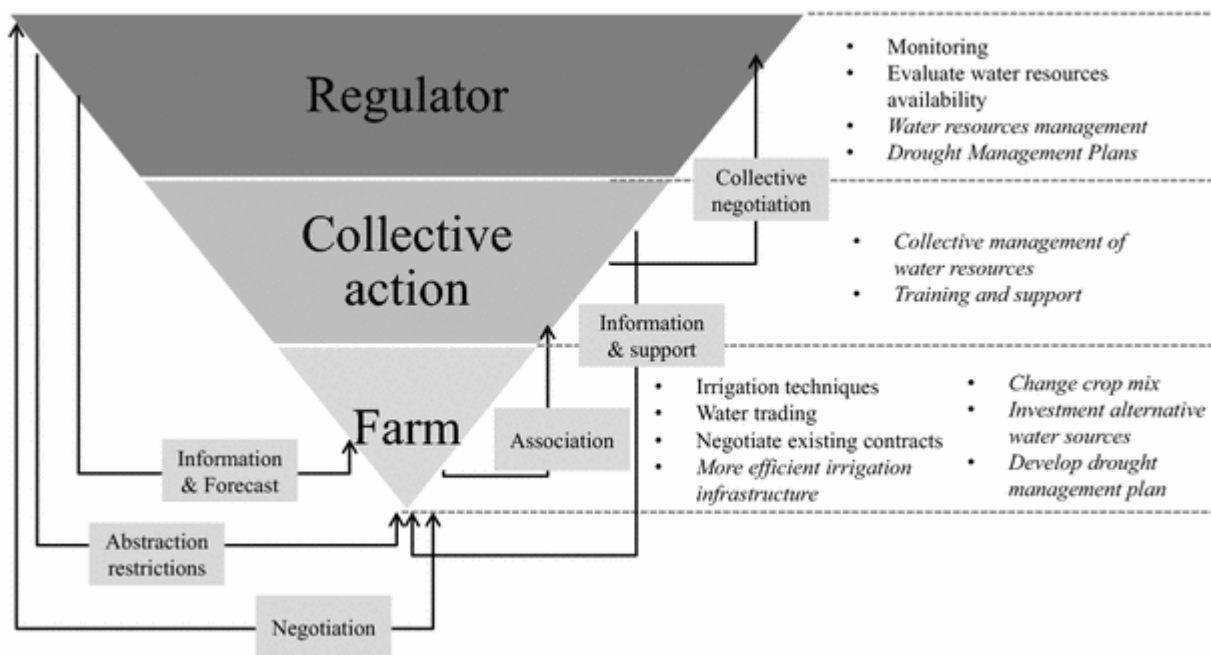 Regulator
• Monitoring
• Evaluate water resources
availability
• Water resources management
• Drought Management Plans
Collective
negotiation
Collective
action
• Collective management of
water resources
• Training and support
Information
& support
Farm
• Irrigation techniques
• Water trading
• Negotiate existing contracts
• More efficient irrigation
infrastructure
• Change crop mix
• Investment alternative
water sources
• Develop drought
management plan
Association
Information
& Forecast
Abstraction
restrictions
Negotiation